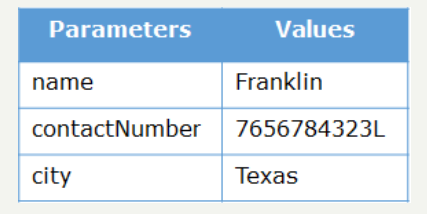 Parameters Values
name Franklin
contactNumber 7656784323L
city Texas